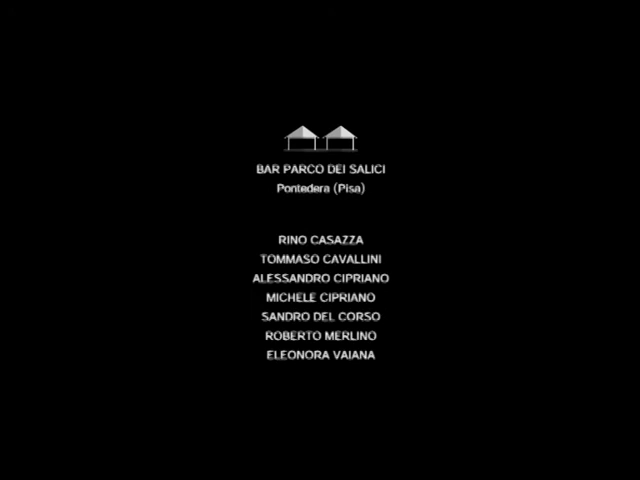 BAR PARCO DEI SALICI
Pontedera (Pisa)
RINO CASAZZA
TOMMASO CAVALLINI
ALESSANDRO CIPRIANO
MICHELE CIPRIANO
SANDRO DEL CORSO
ROBERTO MERLINO
ELEONORA VAIANA